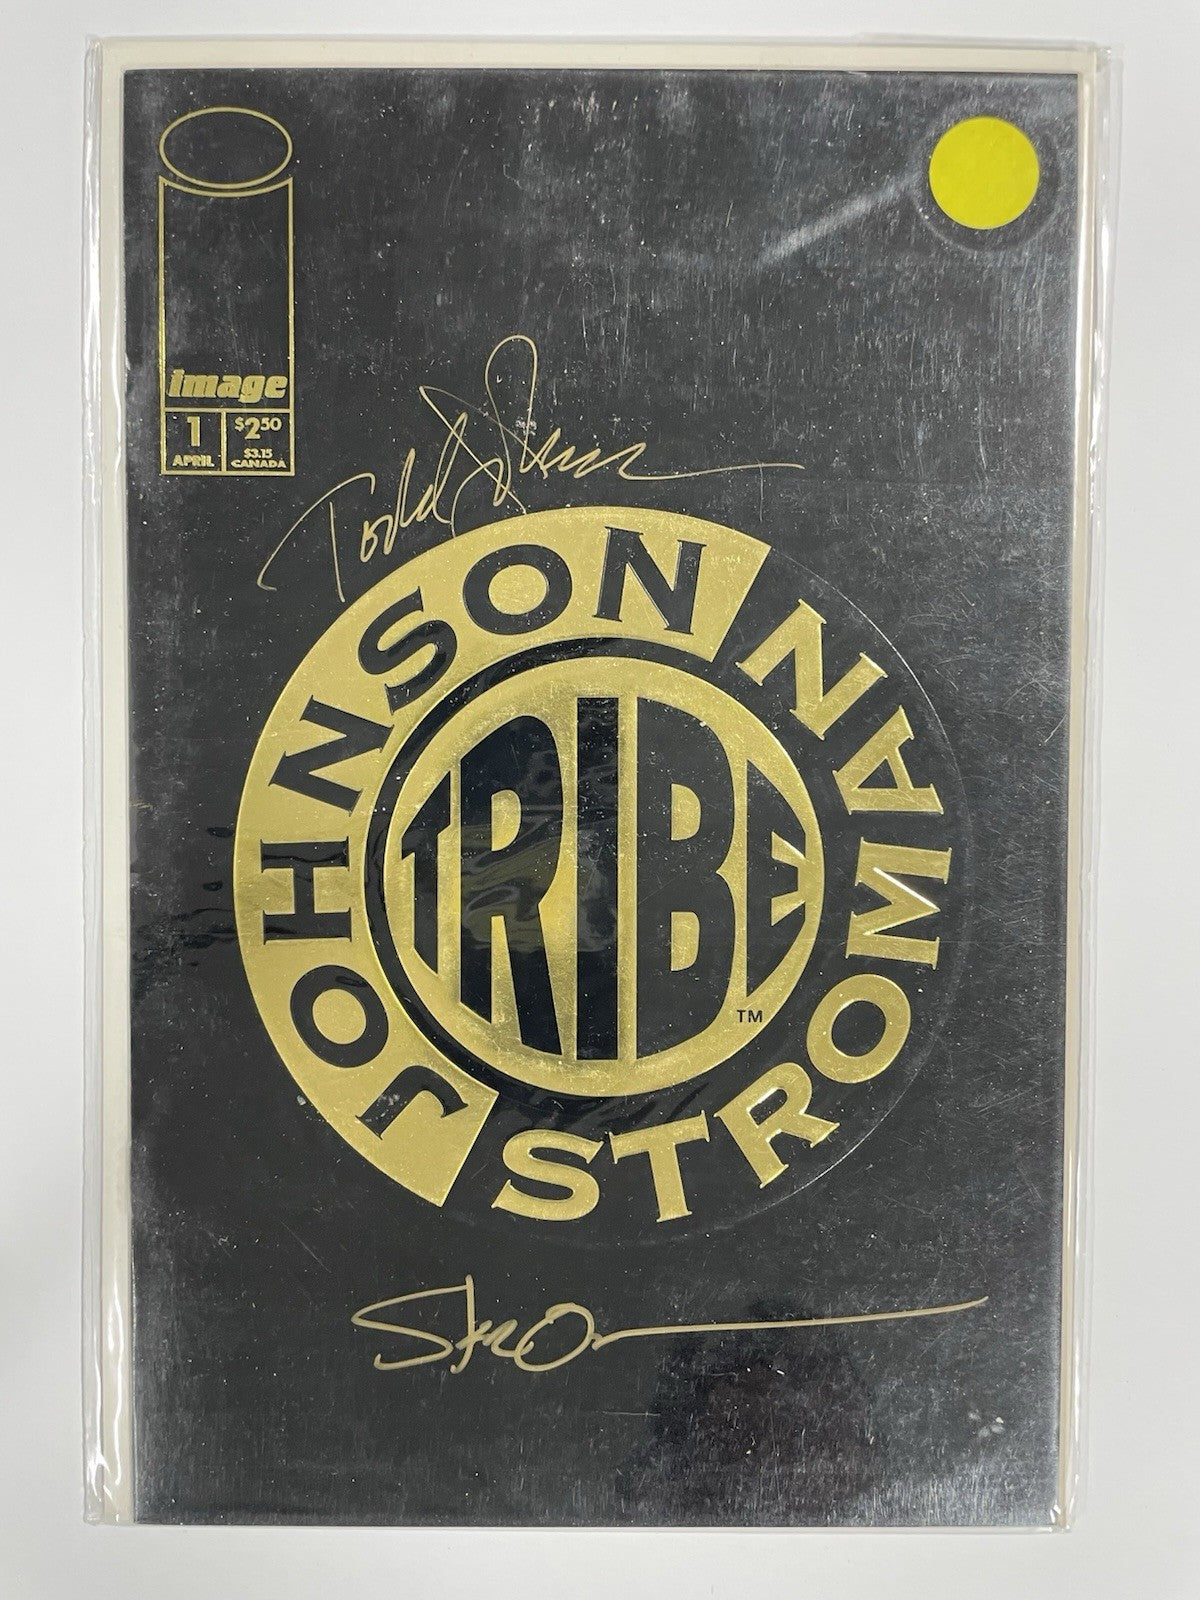 image
1
APRIL
$2.50
$3.15
CANADA
Todd Johnson
JOHNSON
STROMAN
TRIBE
TM